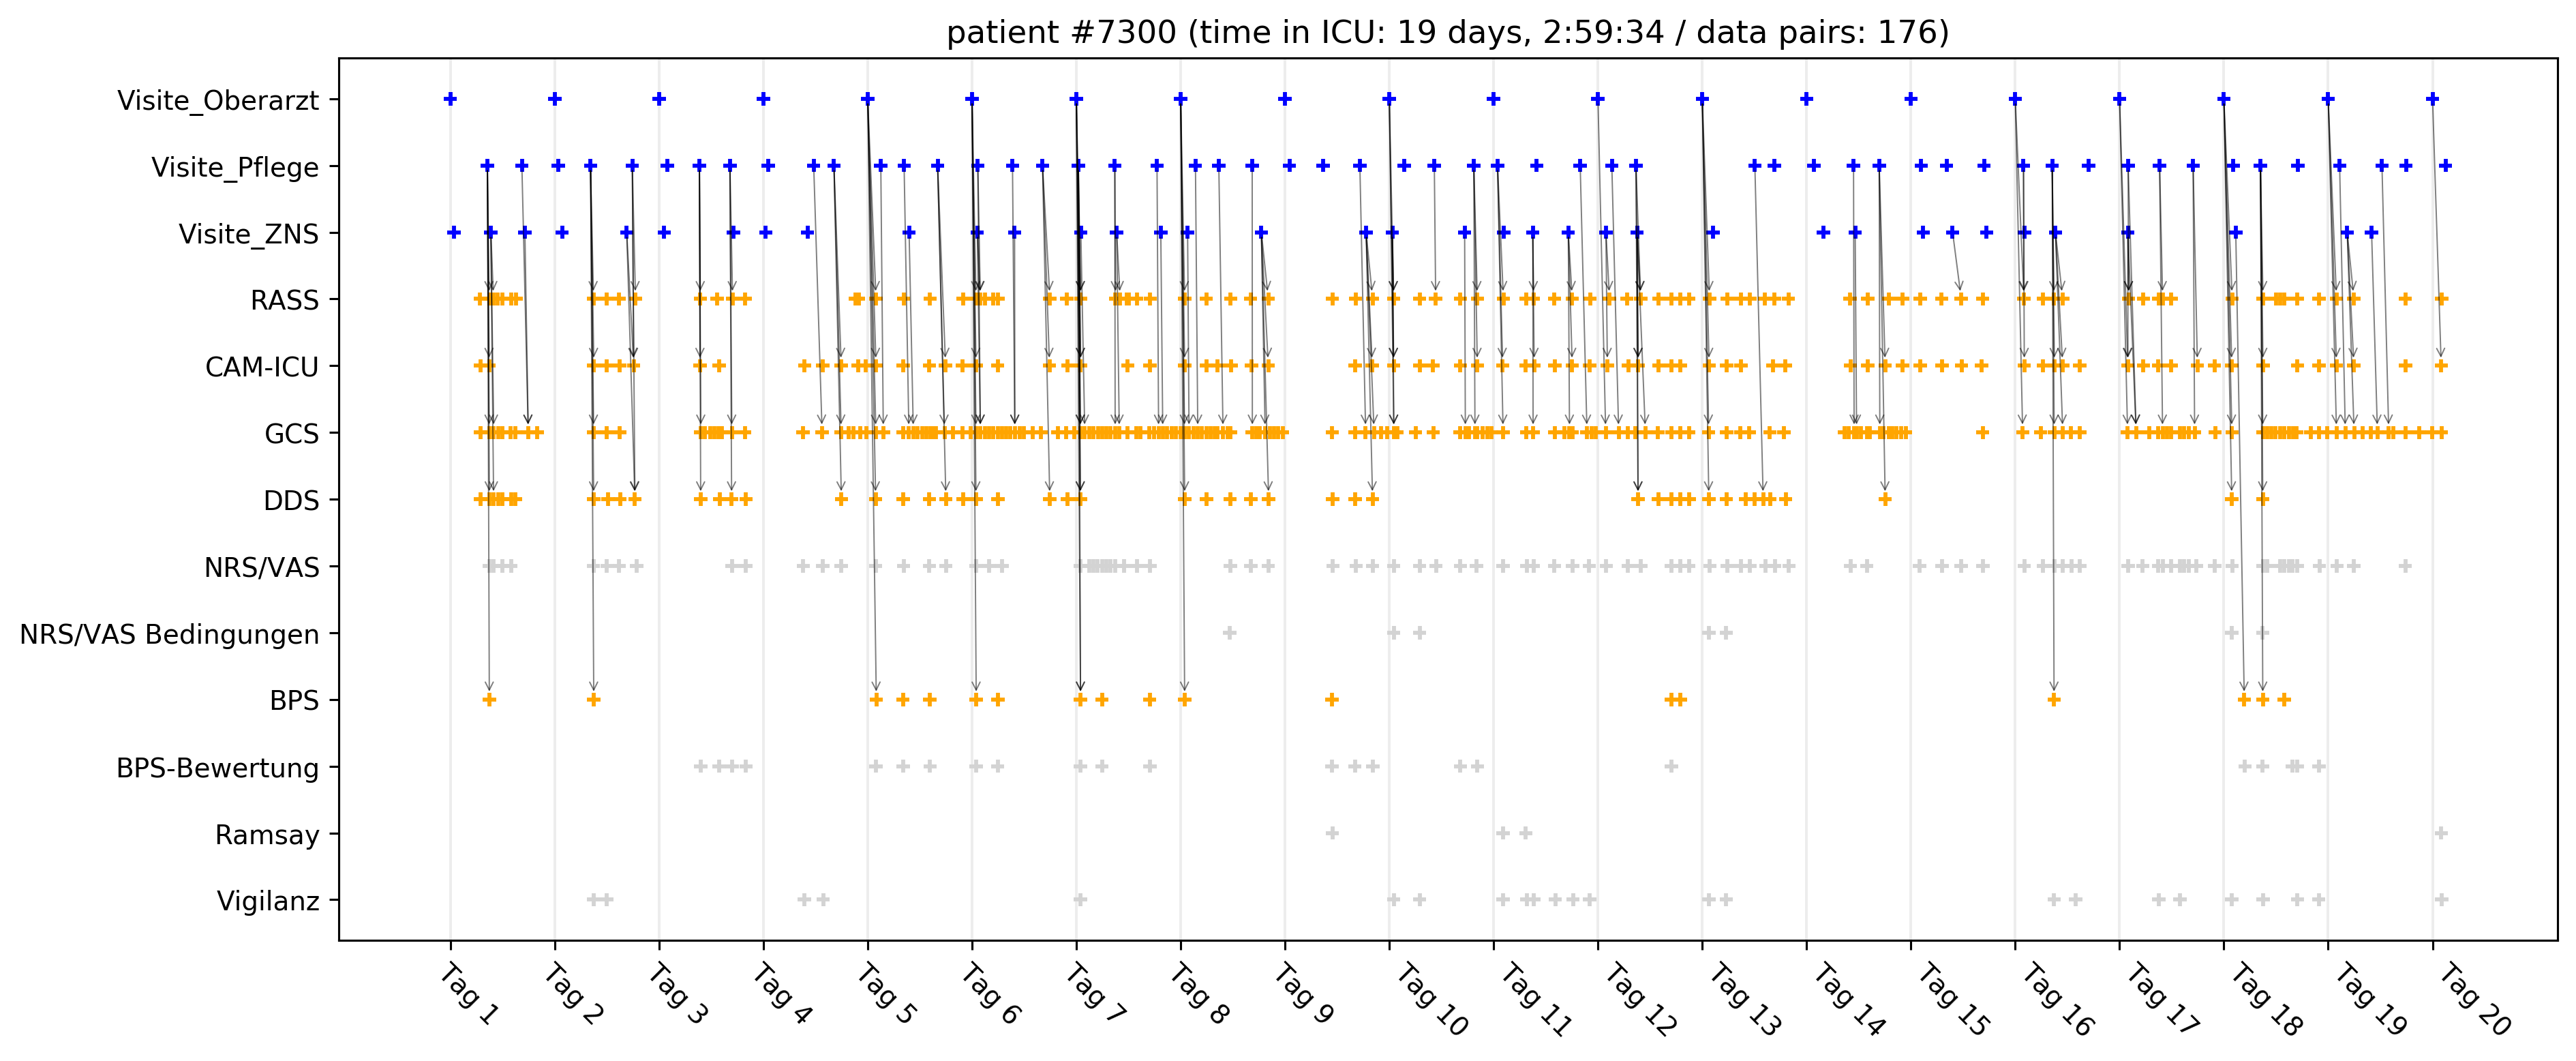 patient #7300 (time in ICU: 19 days, 2:59:34 / data pairs: 176)
Visite_Oberarzt
Visite_Pflege
Visite_ZNS
RASS
CAM-ICU
GCS
DDS
NRS/VAS
NRS/VAS Bedingungen
BPS
BPS-Bewertung
Ramsay
Vigilanz
Tag 1
Tag 2
Tag 3
Tag 4
Tag 5
Tag 6
Tag 7
Tag 8
Tag 9
Tag 10
Tag 11
Tag 12
Tag 13
Tag 14
Tag 15
Tag 16
Tag 17
Tag 18
Tag 19
Tag 20